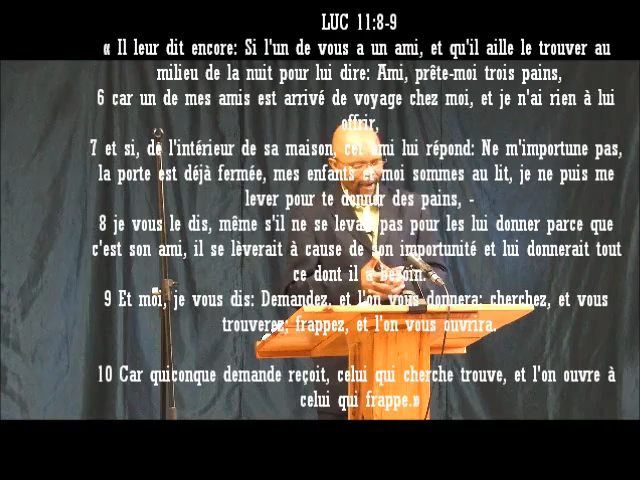 LUC 11:8-9
« Il leur dit encore: Si l'un de vous a un ami, et qu'il aille le trouver au
milieu de la nuit pour lui dire: Ami, prête-moi trois pains,
6 car un de mes amis est arrivé de voyage chez moi, et je n'ai rien à lui
offrir,
7 et si, de l'intérieur de sa maison, cet ami lui répond: Ne m'importune pas,
la porte est déjà fermée, mes enfants et moi sommes au lit, je ne puis me
lever pour te donner des pains, -
8 je vous le dis, même s'il ne se levait pas pour les lui donner parce que
c'est son ami, il se lèverait à cause de son importunité et lui donnerait tout
ce dont il a besoin.
9 Et moi, je vous dis: Demandez, et l'on vous donnera; cherchez, et vous
trouverez; frappez, et l'on vous ouvrira.
10 Car quiconque demande reçoit, celui qui cherche trouve, et l'on ouvre à
celui qui frappe.»